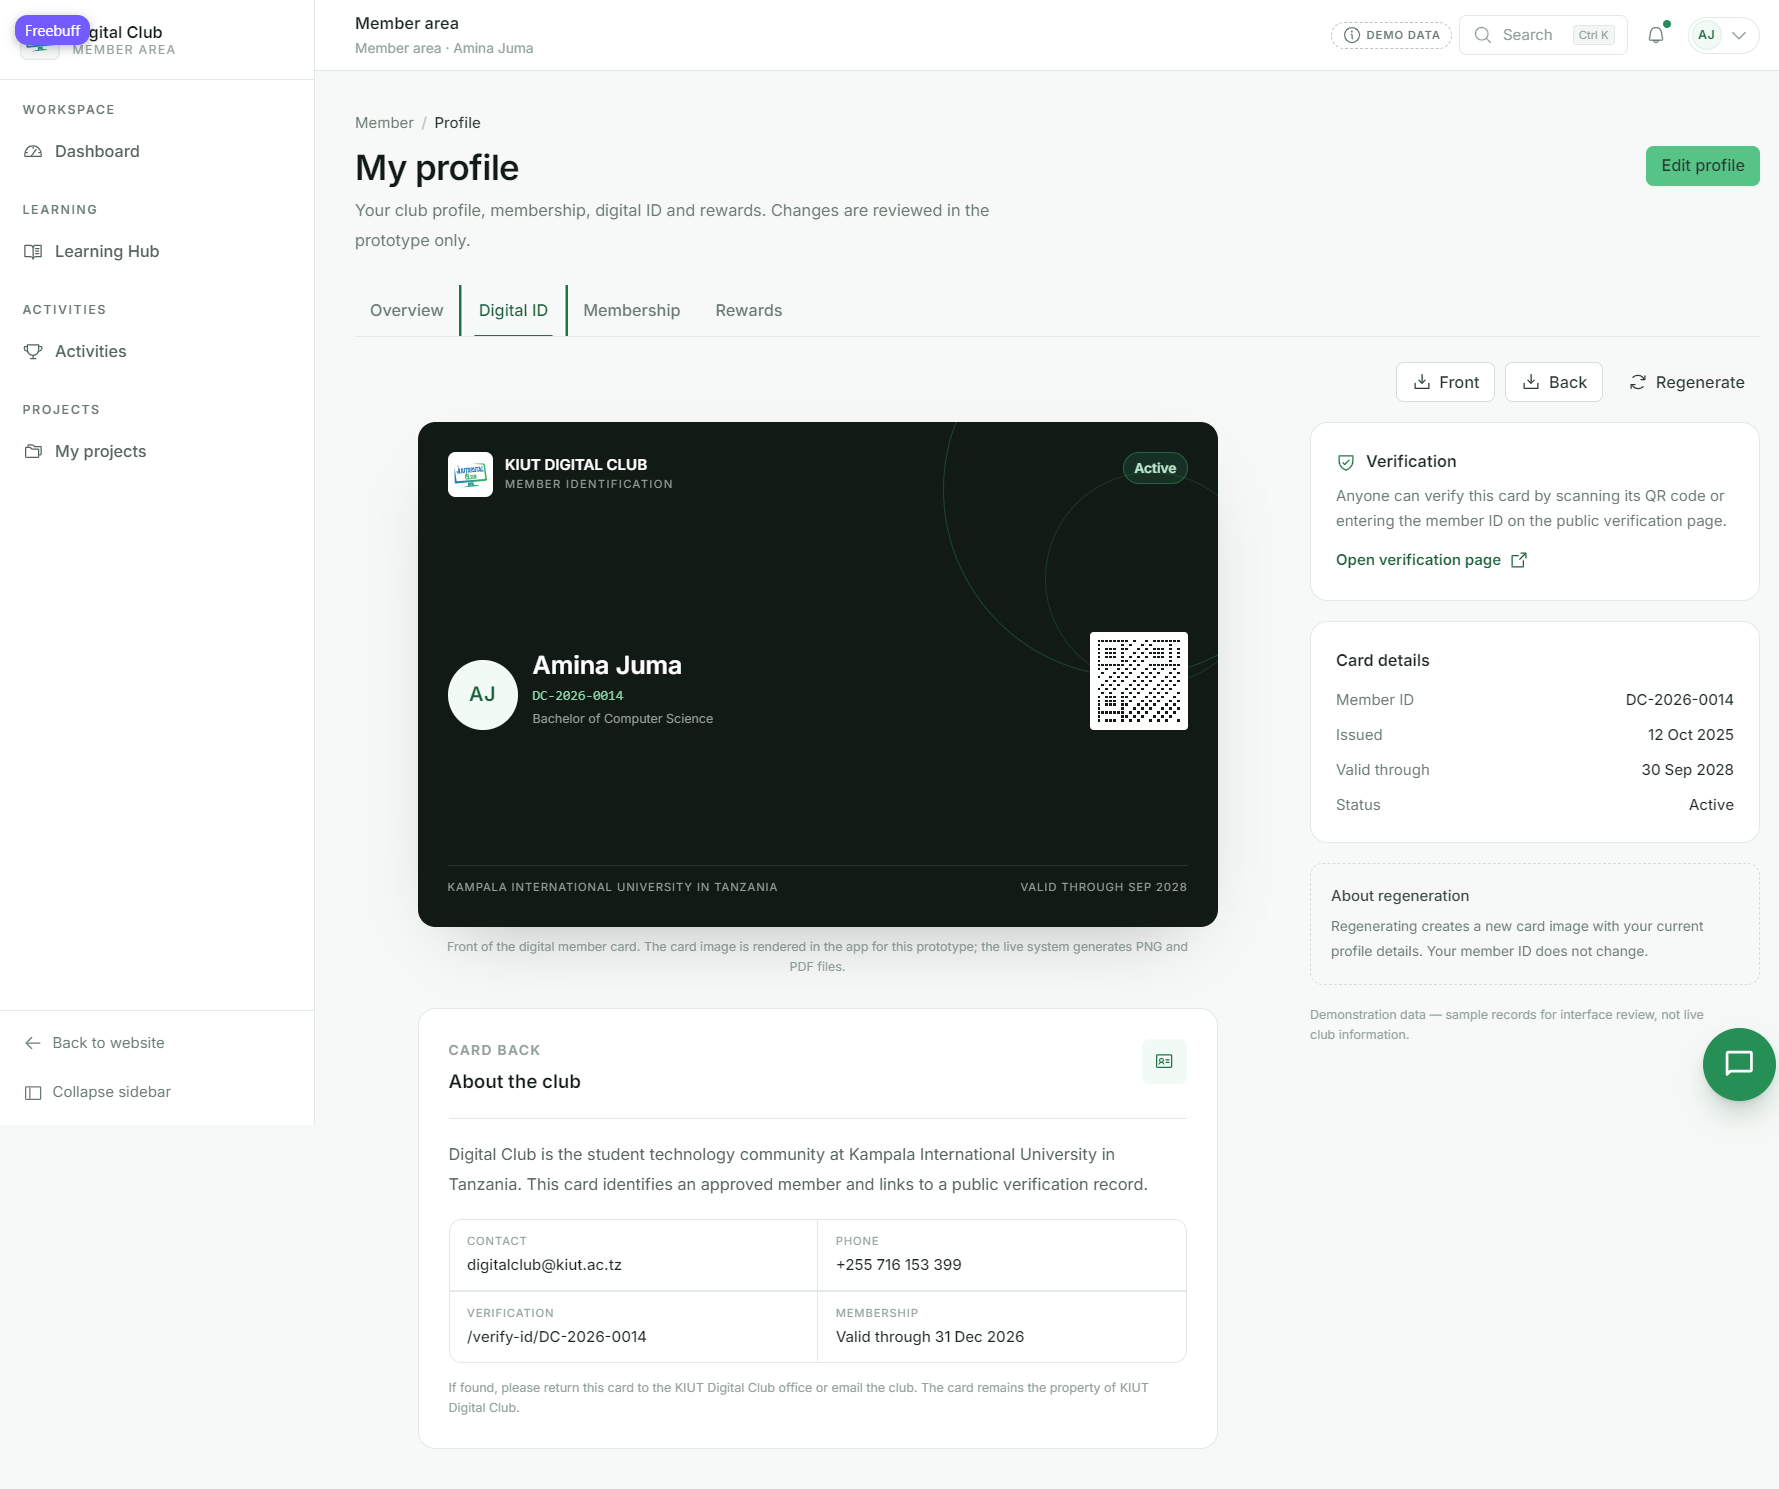 Freebuff
gital Club
MEMBER AREA
WORKSPACE
Dashboard
LEARNING
Learning Hub
ACTIVITIES
Activities
PROJECTS
My projects
Back to website
Collapse sidebar
Member area
Member area · Amina Juma
DEMO DATA
Search
Ctrl K
AJ
Member / Profile
My profile
Edit profile
Your club profile, membership, digital ID and rewards. Changes are reviewed in the
prototype only.
Overview
Digital ID
Membership
Rewards
Front
Back
Regenerate
KIUT DIGITAL CLUB
MEMBER IDENTIFICATION
Active
AJ
Amina Juma
DC-2026-0014
Bachelor of Computer Science
KAMPALA INTERNATIONAL UNIVERSITY IN TANZANIA
VALID THROUGH SEP 2028
Front of the digital member card. The card image is rendered in the app for this prototype; the live system generates PNG and
PDF files.
CARD BACK
About the club
Digital Club is the student technology community at Kampala International University in
Tanzania. This card identifies an approved member and links to a public verification record.
CONTACT
digitalclub@kiut.ac.tz
PHONE
+255 716 153 399
VERIFICATION
/verify-id/DC-2026-0014
MEMBERSHIP
Valid through 31 Dec 2026
If found, please return this card to the KIUT Digital Club office or email the club. The card remains the property of KIUT
Digital Club.
Verification
Anyone can verify this card by scanning its QR code or
entering the member ID on the public verification page.
Open verification page
Card details
Member ID DC-2026-0014
Issued 12 Oct 2025
Valid through 30 Sep 2028
Status Active
About regeneration
Regenerating creates a new card image with your current
profile details. Your member ID does not change.
Demonstration data — sample records for interface review, not live
club information.